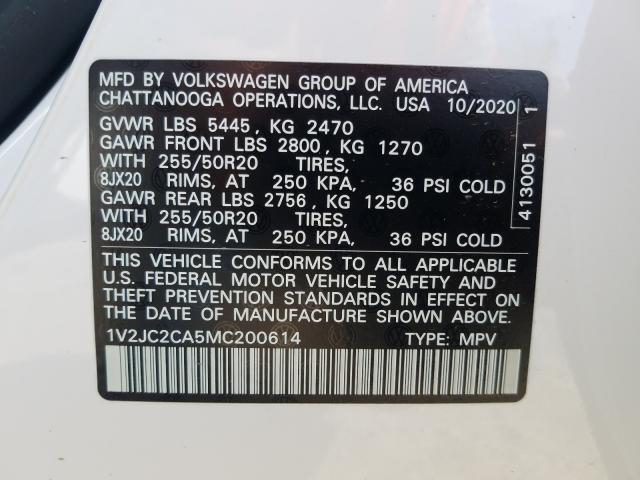 MFD BY VOLKSWAGEN GROUP OF AMERICA
CHATTANOOGA OPERATIONS, LLC. USA 10/2020
GVWR LBS 5445, KG 2470
GAWR FRONT LBS 2800, KG 1270
WITH 255/50R20 TIRES,
8JX20 RIMS, AT 250 KPA, 36 PSI COLD
GAWR REAR LBS 2756, KG 1250
WITH 255/50R20 TIRES,
8JX20 RIMS, AT 250 KPA, 36 PSI COLD
4130051 1
THIS VEHICLE CONFORMS TO ALL APPLICABLE
U.S. FEDERAL MOTOR VEHICLE SAFETY AND
THEFT PREVENTION STANDARDS IN EFFECT ON
THE DATE OF MANUFACTURE SHOWN ABOVE.
1V2JC2CA5MC200614 TYPE: MPV